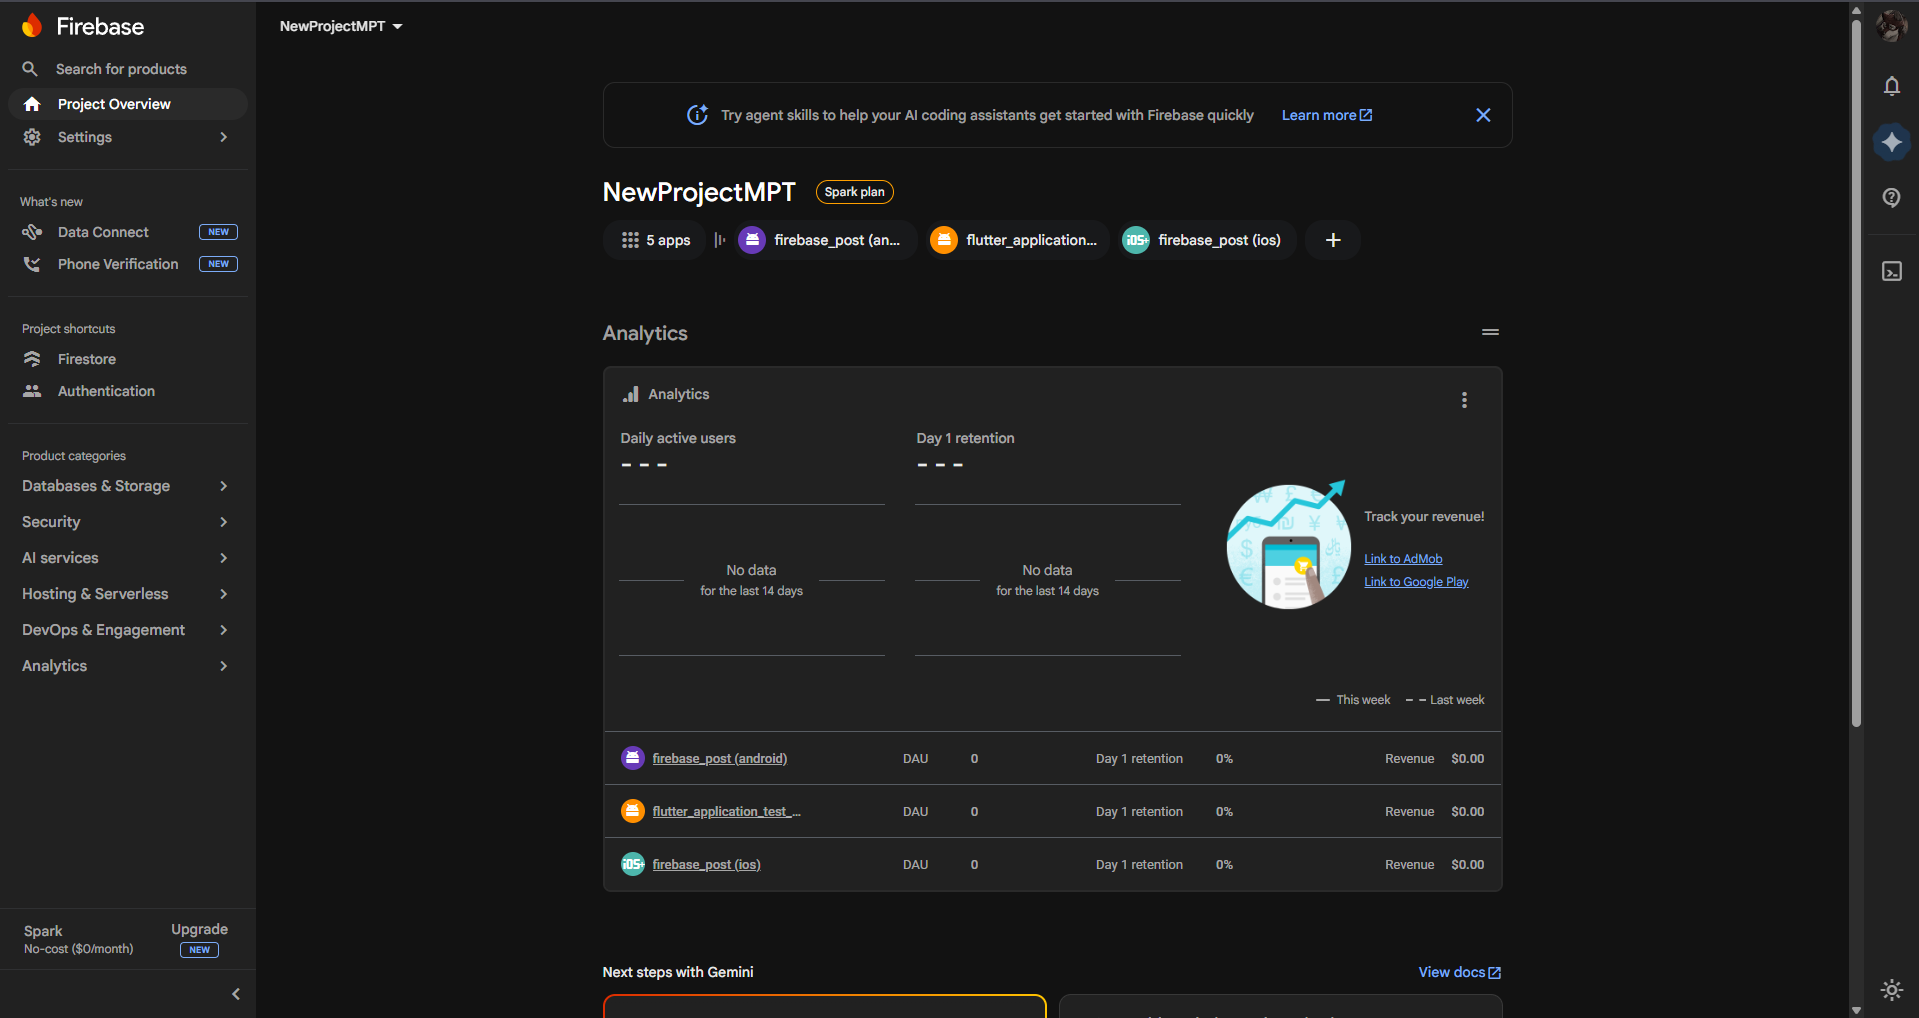 Firebase
NewProjectMPT
Search for products
Project Overview
Settings
What's new
Data Connect NEW
Phone Verification NEW
Project shortcuts
Firestore
Authentication
Product categories
Databases & Storage
Security
AI services
Hosting & Serverless
DevOps & Engagement
Analytics
Spark
No-cost ($0/month)
Upgrade
NEW
Try agent skills to help your AI coding assistants get started with Firebase quickly Learn more
NewProjectMPT Spark plan
5 apps firebase_post (an... flutter_application... iOS+ firebase_post (ios)
Analytics
Analytics
Daily active users
- - -
No data
for the last 14 days
Day 1 retention
- - -
No data
for the last 14 days
Track your revenue!
Link to AdMob
Link to Google Play
This week Last week
firebase_post (android) DAU 0 Day 1 retention 0% Revenue $0.00
flutter_application_test_... DAU 0 Day 1 retention 0% Revenue $0.00
iOS+ firebase_post (ios) DAU 0 Day 1 retention 0% Revenue $0.00
Next steps with Gemini View docs